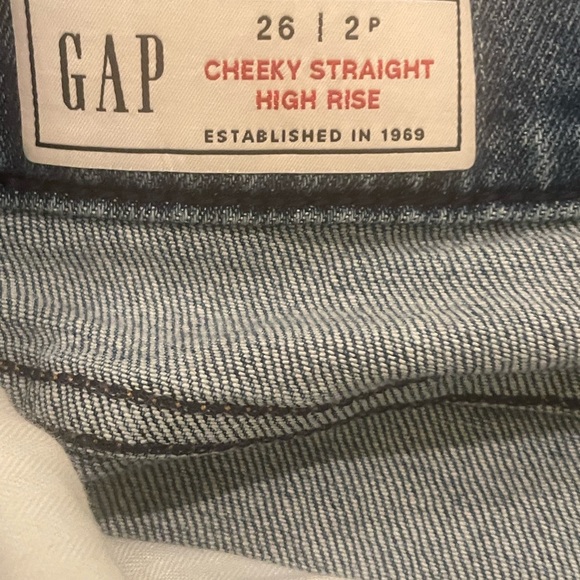 GAP
26 | 2P
CHEEKY STRAIGHT
HIGH RISE
ESTABLISHED IN 1969